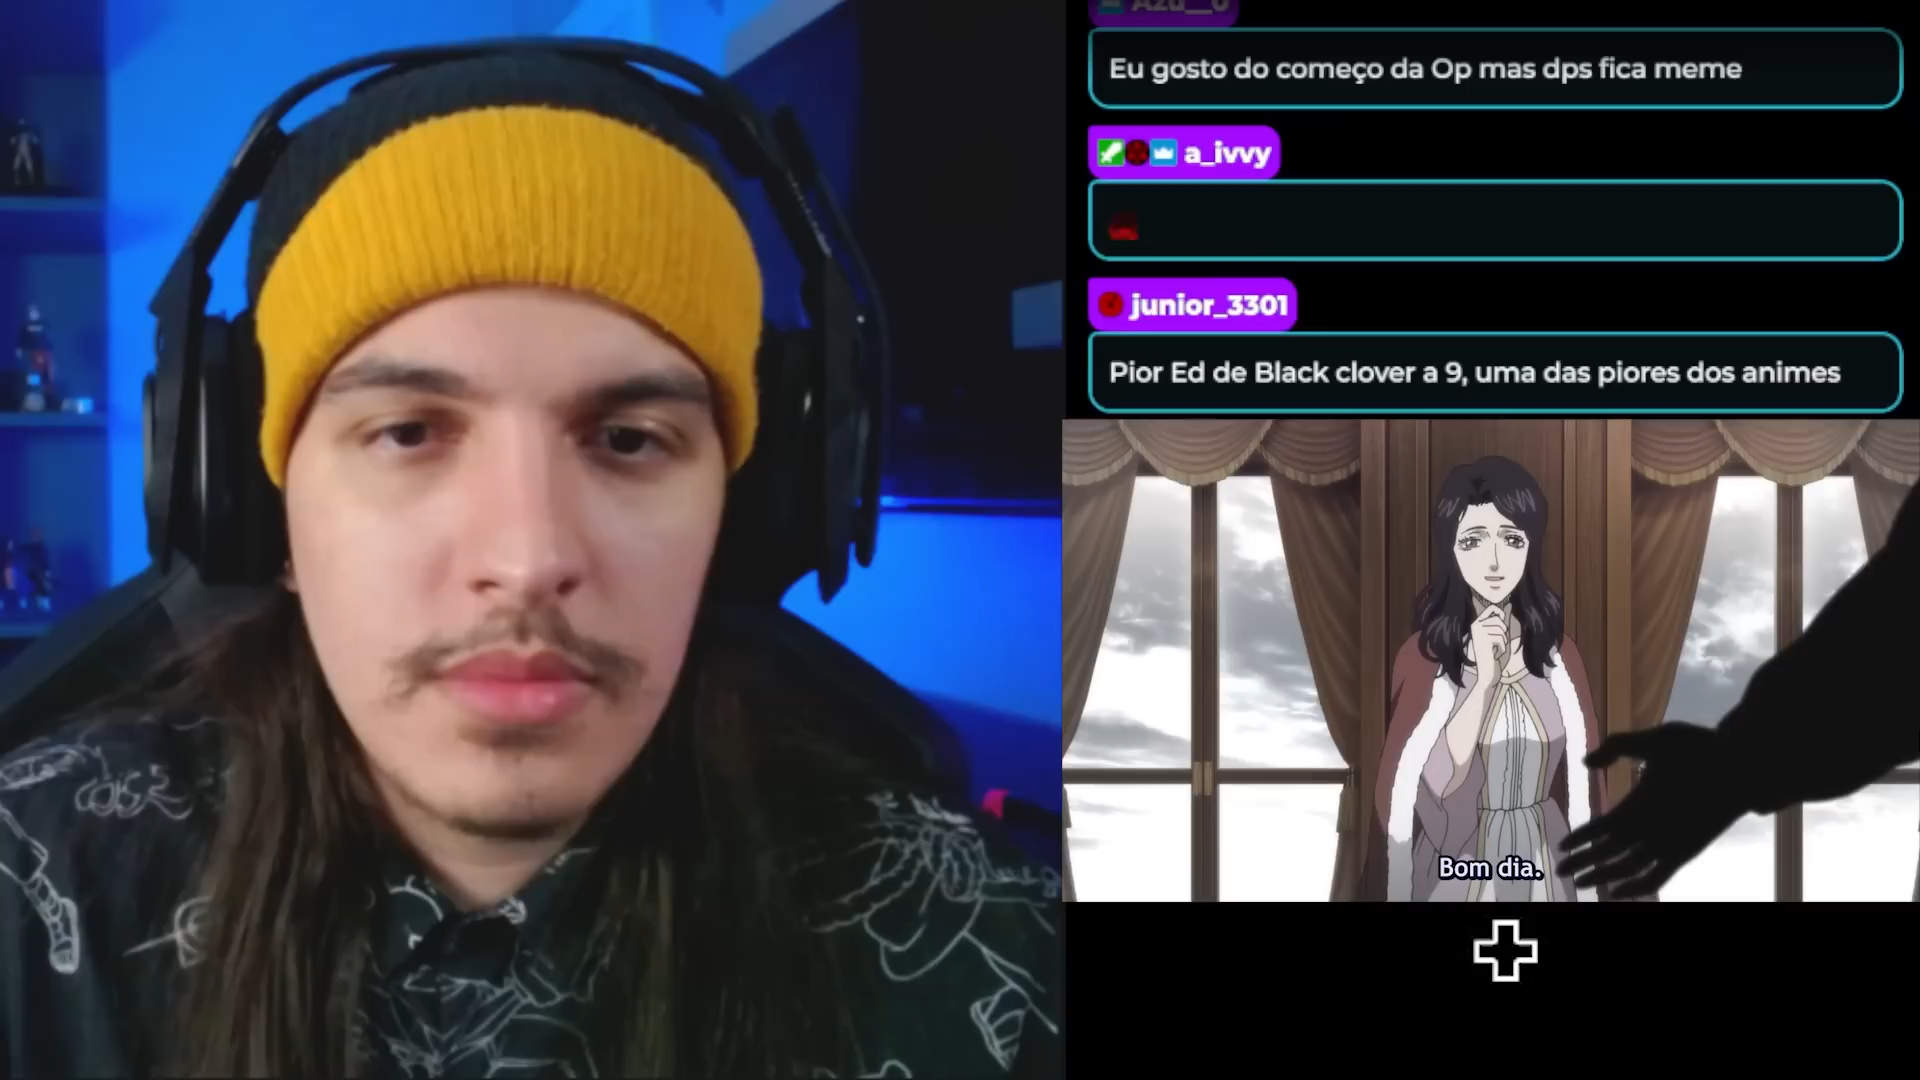 Azu__0
Eu gosto do começo da Op mas dps fica meme
a_ivvy
junior_3301
Pior Ed de Black clover a 9, uma das piores dos animes
Bom dia.